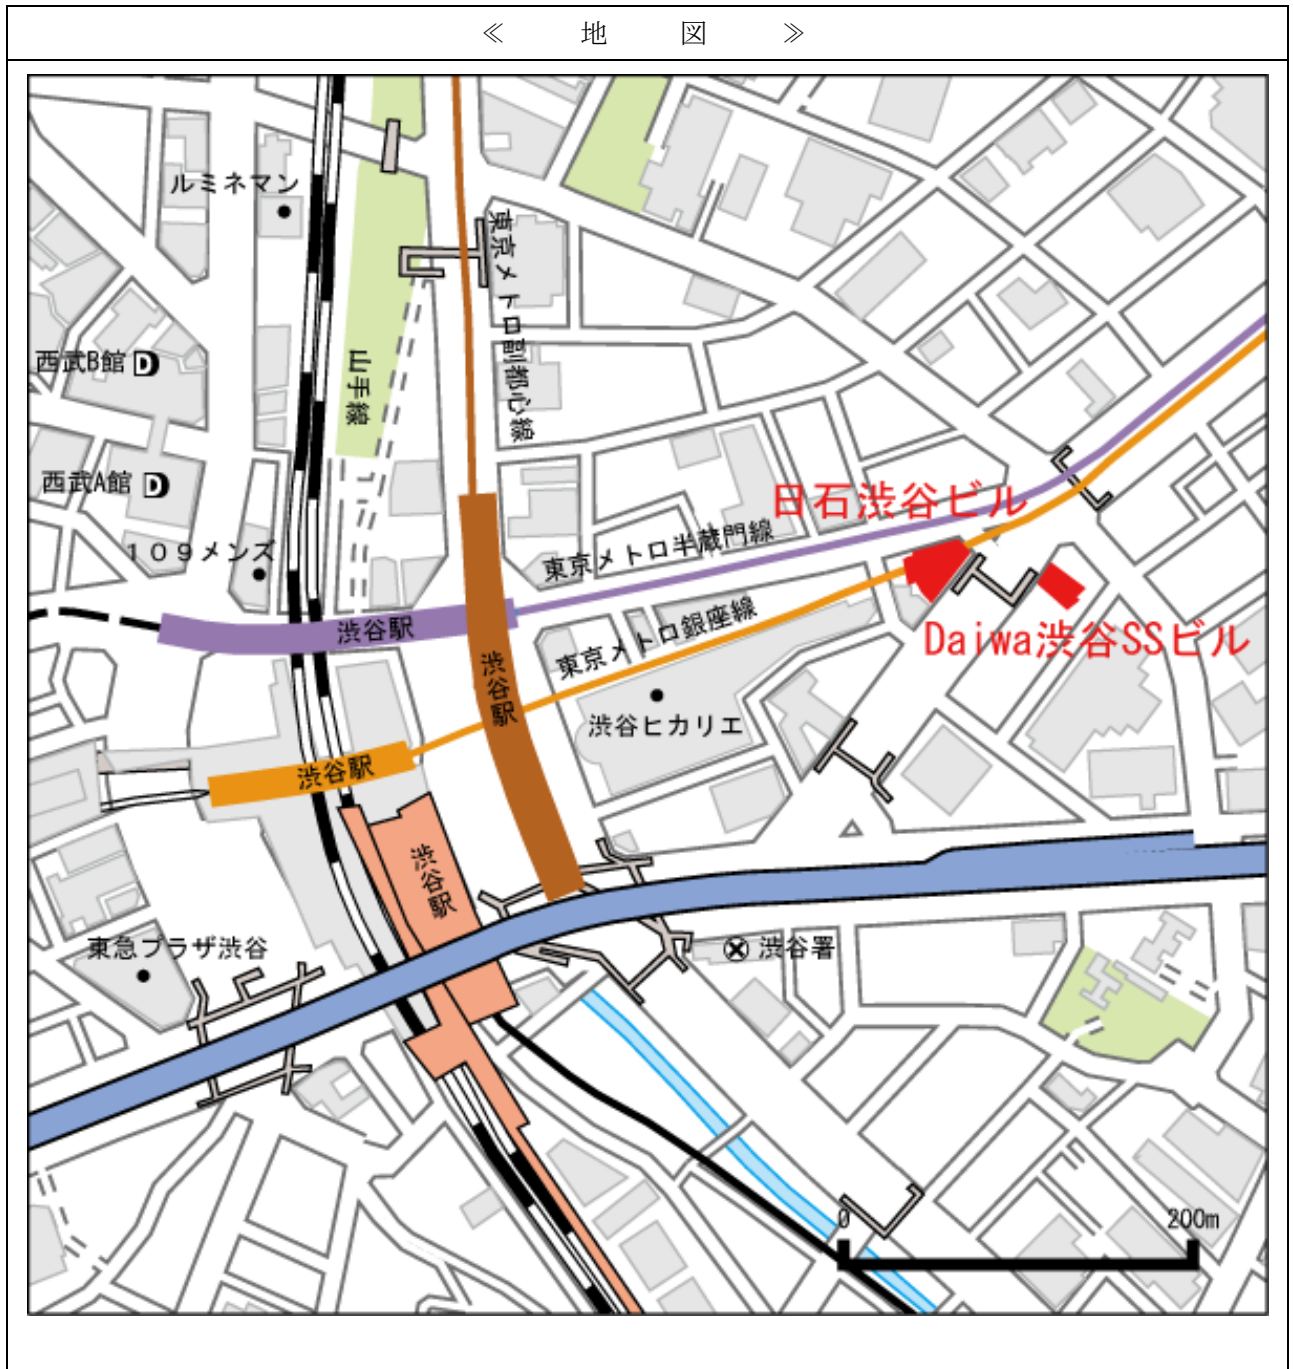 ≪ 地 図 ≫
ルミネマン
東京メトロ副都心線
山手線
西武B館
西武A館
日石渋谷ビル
109メンズ
東京メトロ半蔵門線
渋谷駅
東京メトロ銀座線
Daiwa渋谷SSビル
渋谷駅
渋谷ヒカリエ
渋谷駅
渋谷駅
東急プラザ渋谷
渋谷署
0
200m